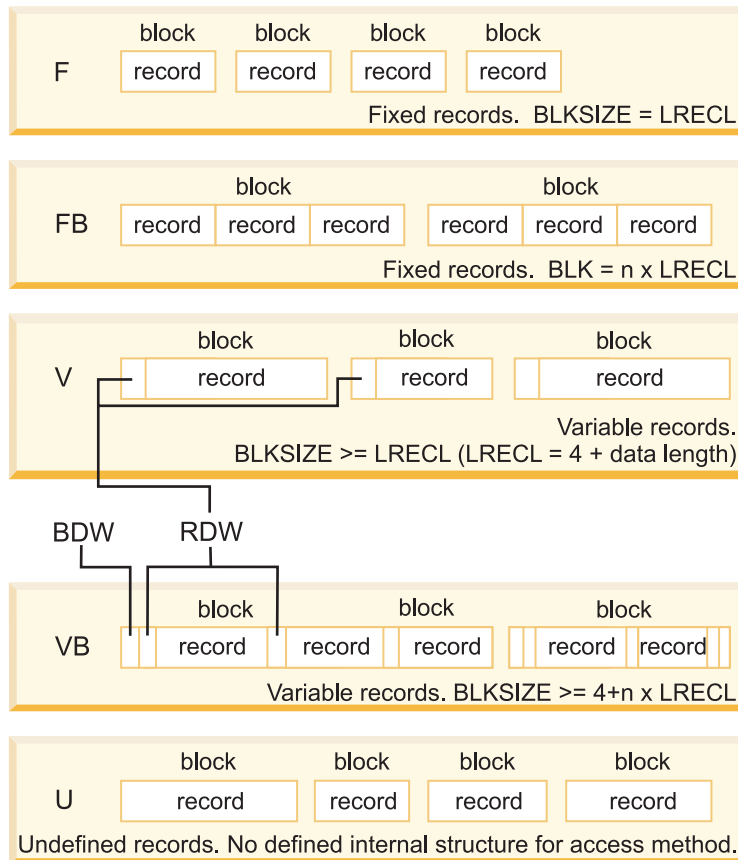 block block block block
F record record record record
Fixed records. BLKSIZE = LRECL
block block
FB record record record record record record
Fixed records. BLK = n x LRECL
block block block
V record record record
Variable records.
BLKSIZE >= LRECL (LRECL = 4 + data length)
BDW RDW
block block block
VB record record record record record
Variable records. BLKSIZE >= 4+n x LRECL
block block block block
U record record record record
Undefined records. No defined internal structure for access method.